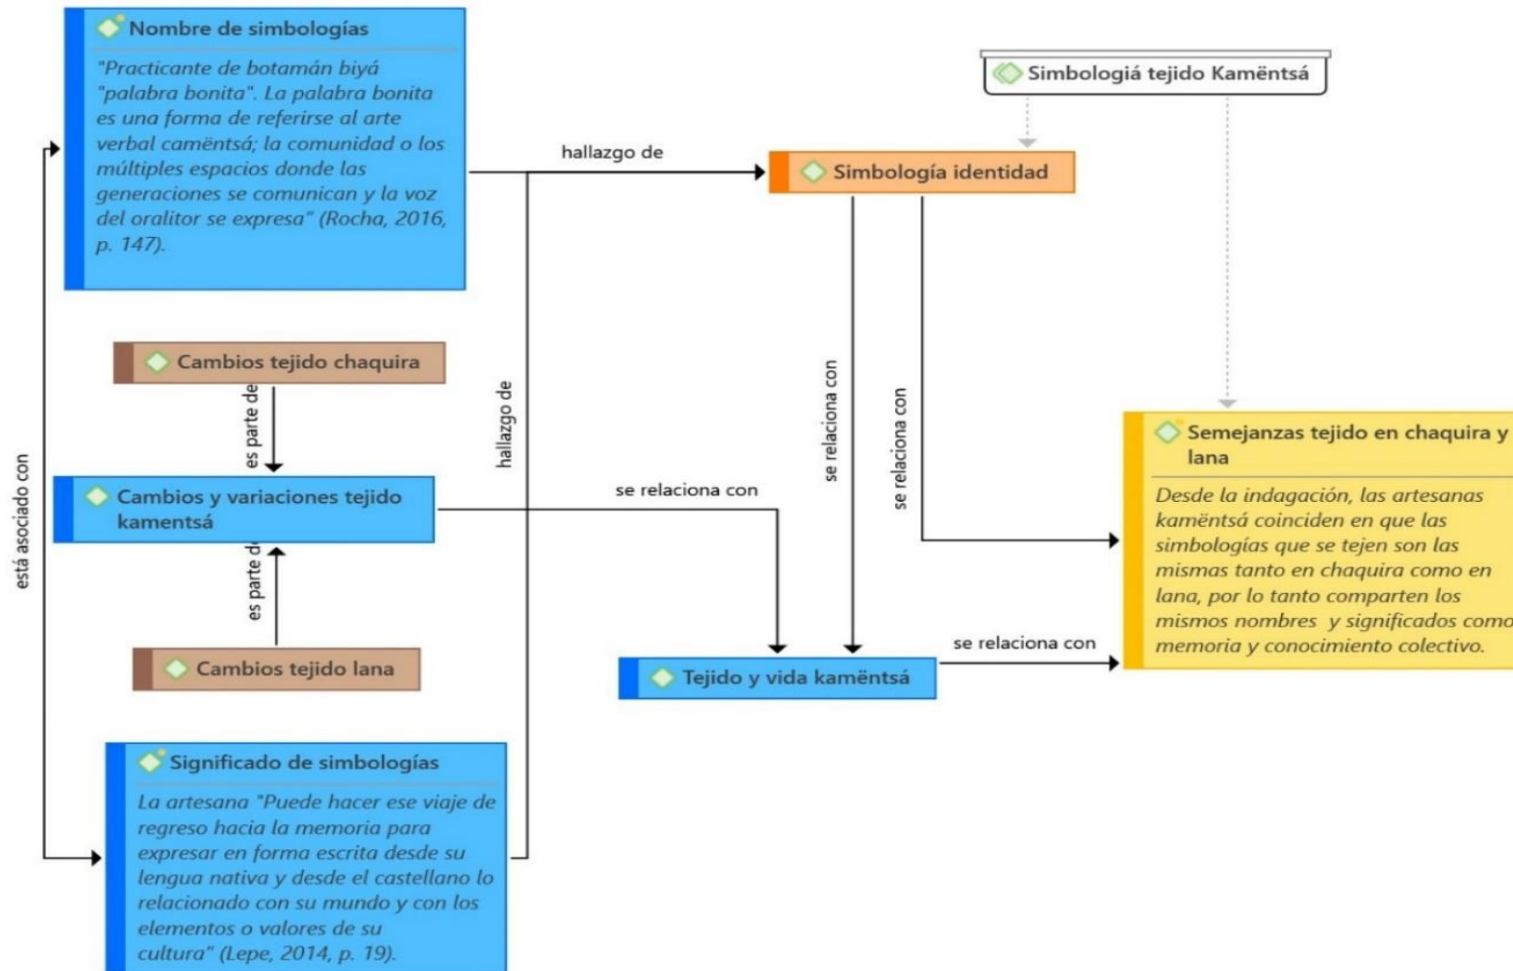 Nombre de simbologías
"Practicante de botamán biyá
"palabra bonita". La palabra bonita
es una forma de referirse al arte
verbal camëntsá; la comunidad o los
múltiples espacios donde las
generaciones se comunican y la voz
del oralitor se expresa" (Rocha, 2016,
p. 147).
Simbologiá tejido Kamëntsá
hallazgo de
Simbología identidad
Cambios tejido chaquira
es parte de
hallazgo de
se relaciona con
se relaciona con
está asociado con
Cambios y variaciones tejido
kamentsá
se relaciona con
Semejanzas tejido en chaquira y
lana
Desde la indagación, las artesanas
kamëntsá coinciden en que las
simbologías que se tejen son las
mismas tanto en chaquira como en
lana, por lo tanto comparten los
mismos nombres y significados como
memoria y conocimiento colectivo.
es parte de
Cambios tejido lana
Tejido y vida kamëntsá
se relaciona con
Significado de simbologías
La artesana "Puede hacer ese viaje de
regreso hacia la memoria para
expresar en forma escrita desde su
lengua nativa y desde el castellano lo
relacionado con su mundo y con los
elementos o valores de su
cultura" (Lepe, 2014, p. 19).